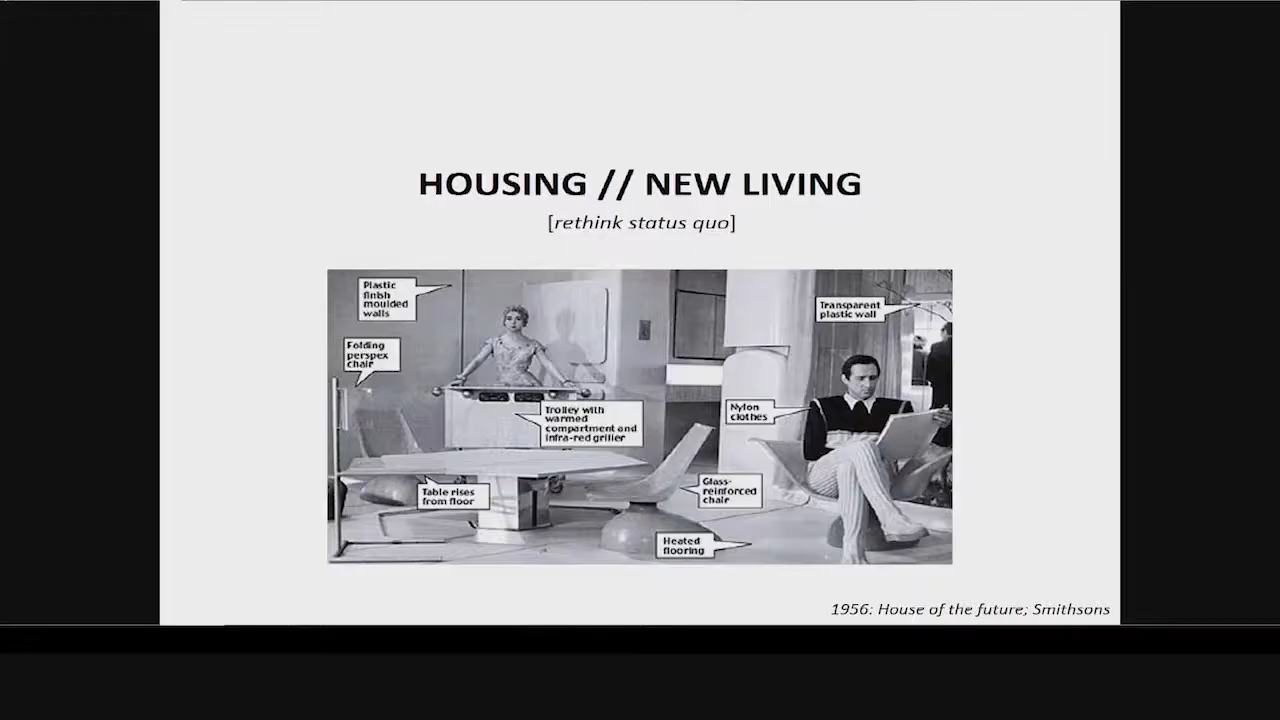 HOUSING // NEW LIVING
[rethink status quo]
Plastic
finish
moulded
walls
Transparent
plastic wall
Folding
perspex
chair
Nylon
clothes
Trolley with
warmed
compartment and
infra-red griller
Table rises
from floor
Glass-
reinforced
chair
Heated
flooring
1956: House of the future; Smithsons